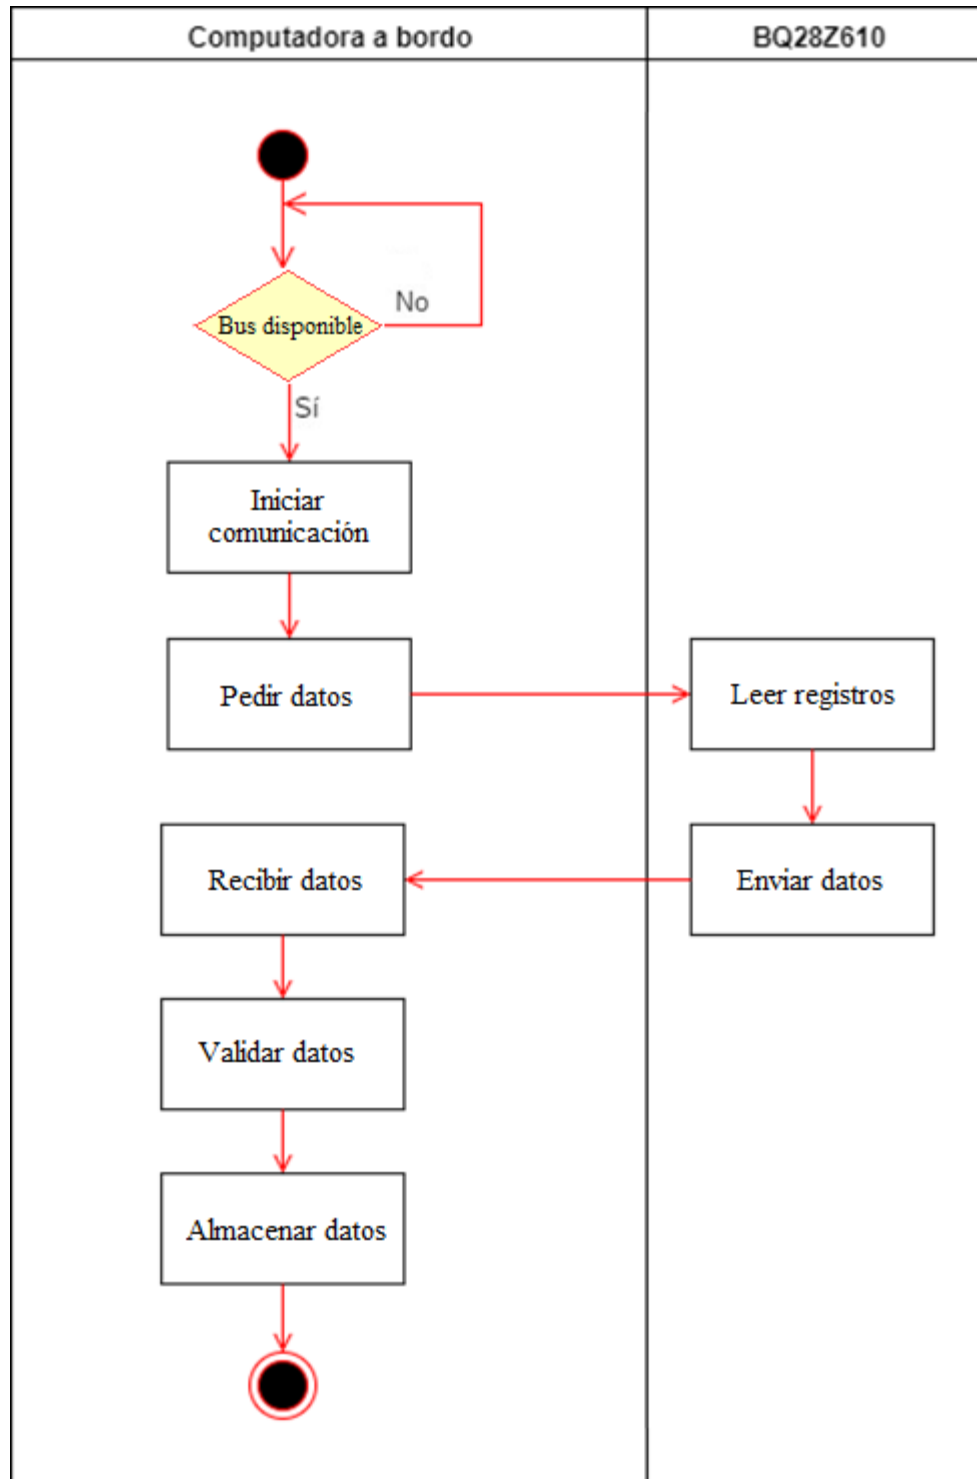 Computadora a bordo
BQ28Z610
Bus disponible
No
Sí
Iniciar
comunicación
Pedir datos
Leer registros
Recibir datos
Enviar datos
Validar datos
Almacenar datos